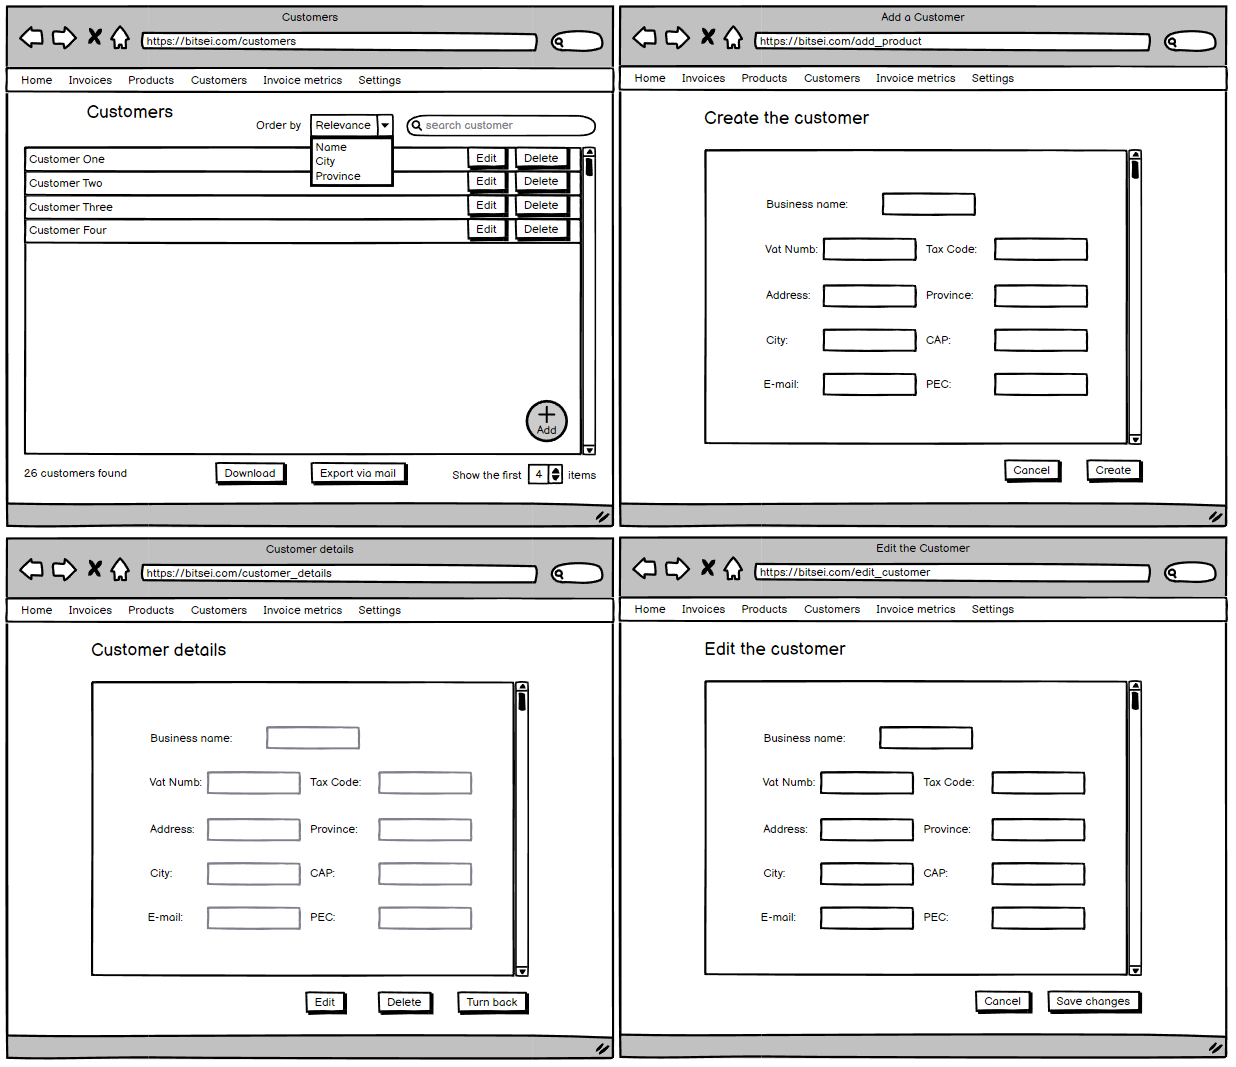 Customers
https://bitsei.com/customers
Home Invoices Products Customers Invoice metrics Settings
Customers
Order by Relevance search customer
Name
City
Province
Customer One Edit Delete
Customer Two Edit Delete
Customer Three Edit Delete
Customer Four Edit Delete
Add
26 customers found Download Export via mail Show the first 4 items
Add a Customer
https://bitsei.com/add_product
Home Invoices Products Customers Invoice metrics Settings
Create the customer
Business name:
Vat Numb: Tax Code:
Address: Province:
City: CAP:
E-mail: PEC:
Cancel Create
Customer details
https://bitsei.com/customer_details
Home Invoices Products Customers Invoice metrics Settings
Customer details
Business name:
Vat Numb: Tax Code:
Address: Province:
City: CAP:
E-mail: PEC:
Edit Delete Turn back
Edit the Customer
https://bitsei.com/edit_customer
Home Invoices Products Customers Invoice metrics Settings
Edit the customer
Business name:
Vat Numb: Tax Code:
Address: Province:
City: CAP:
E-mail: PEC:
Cancel Save changes